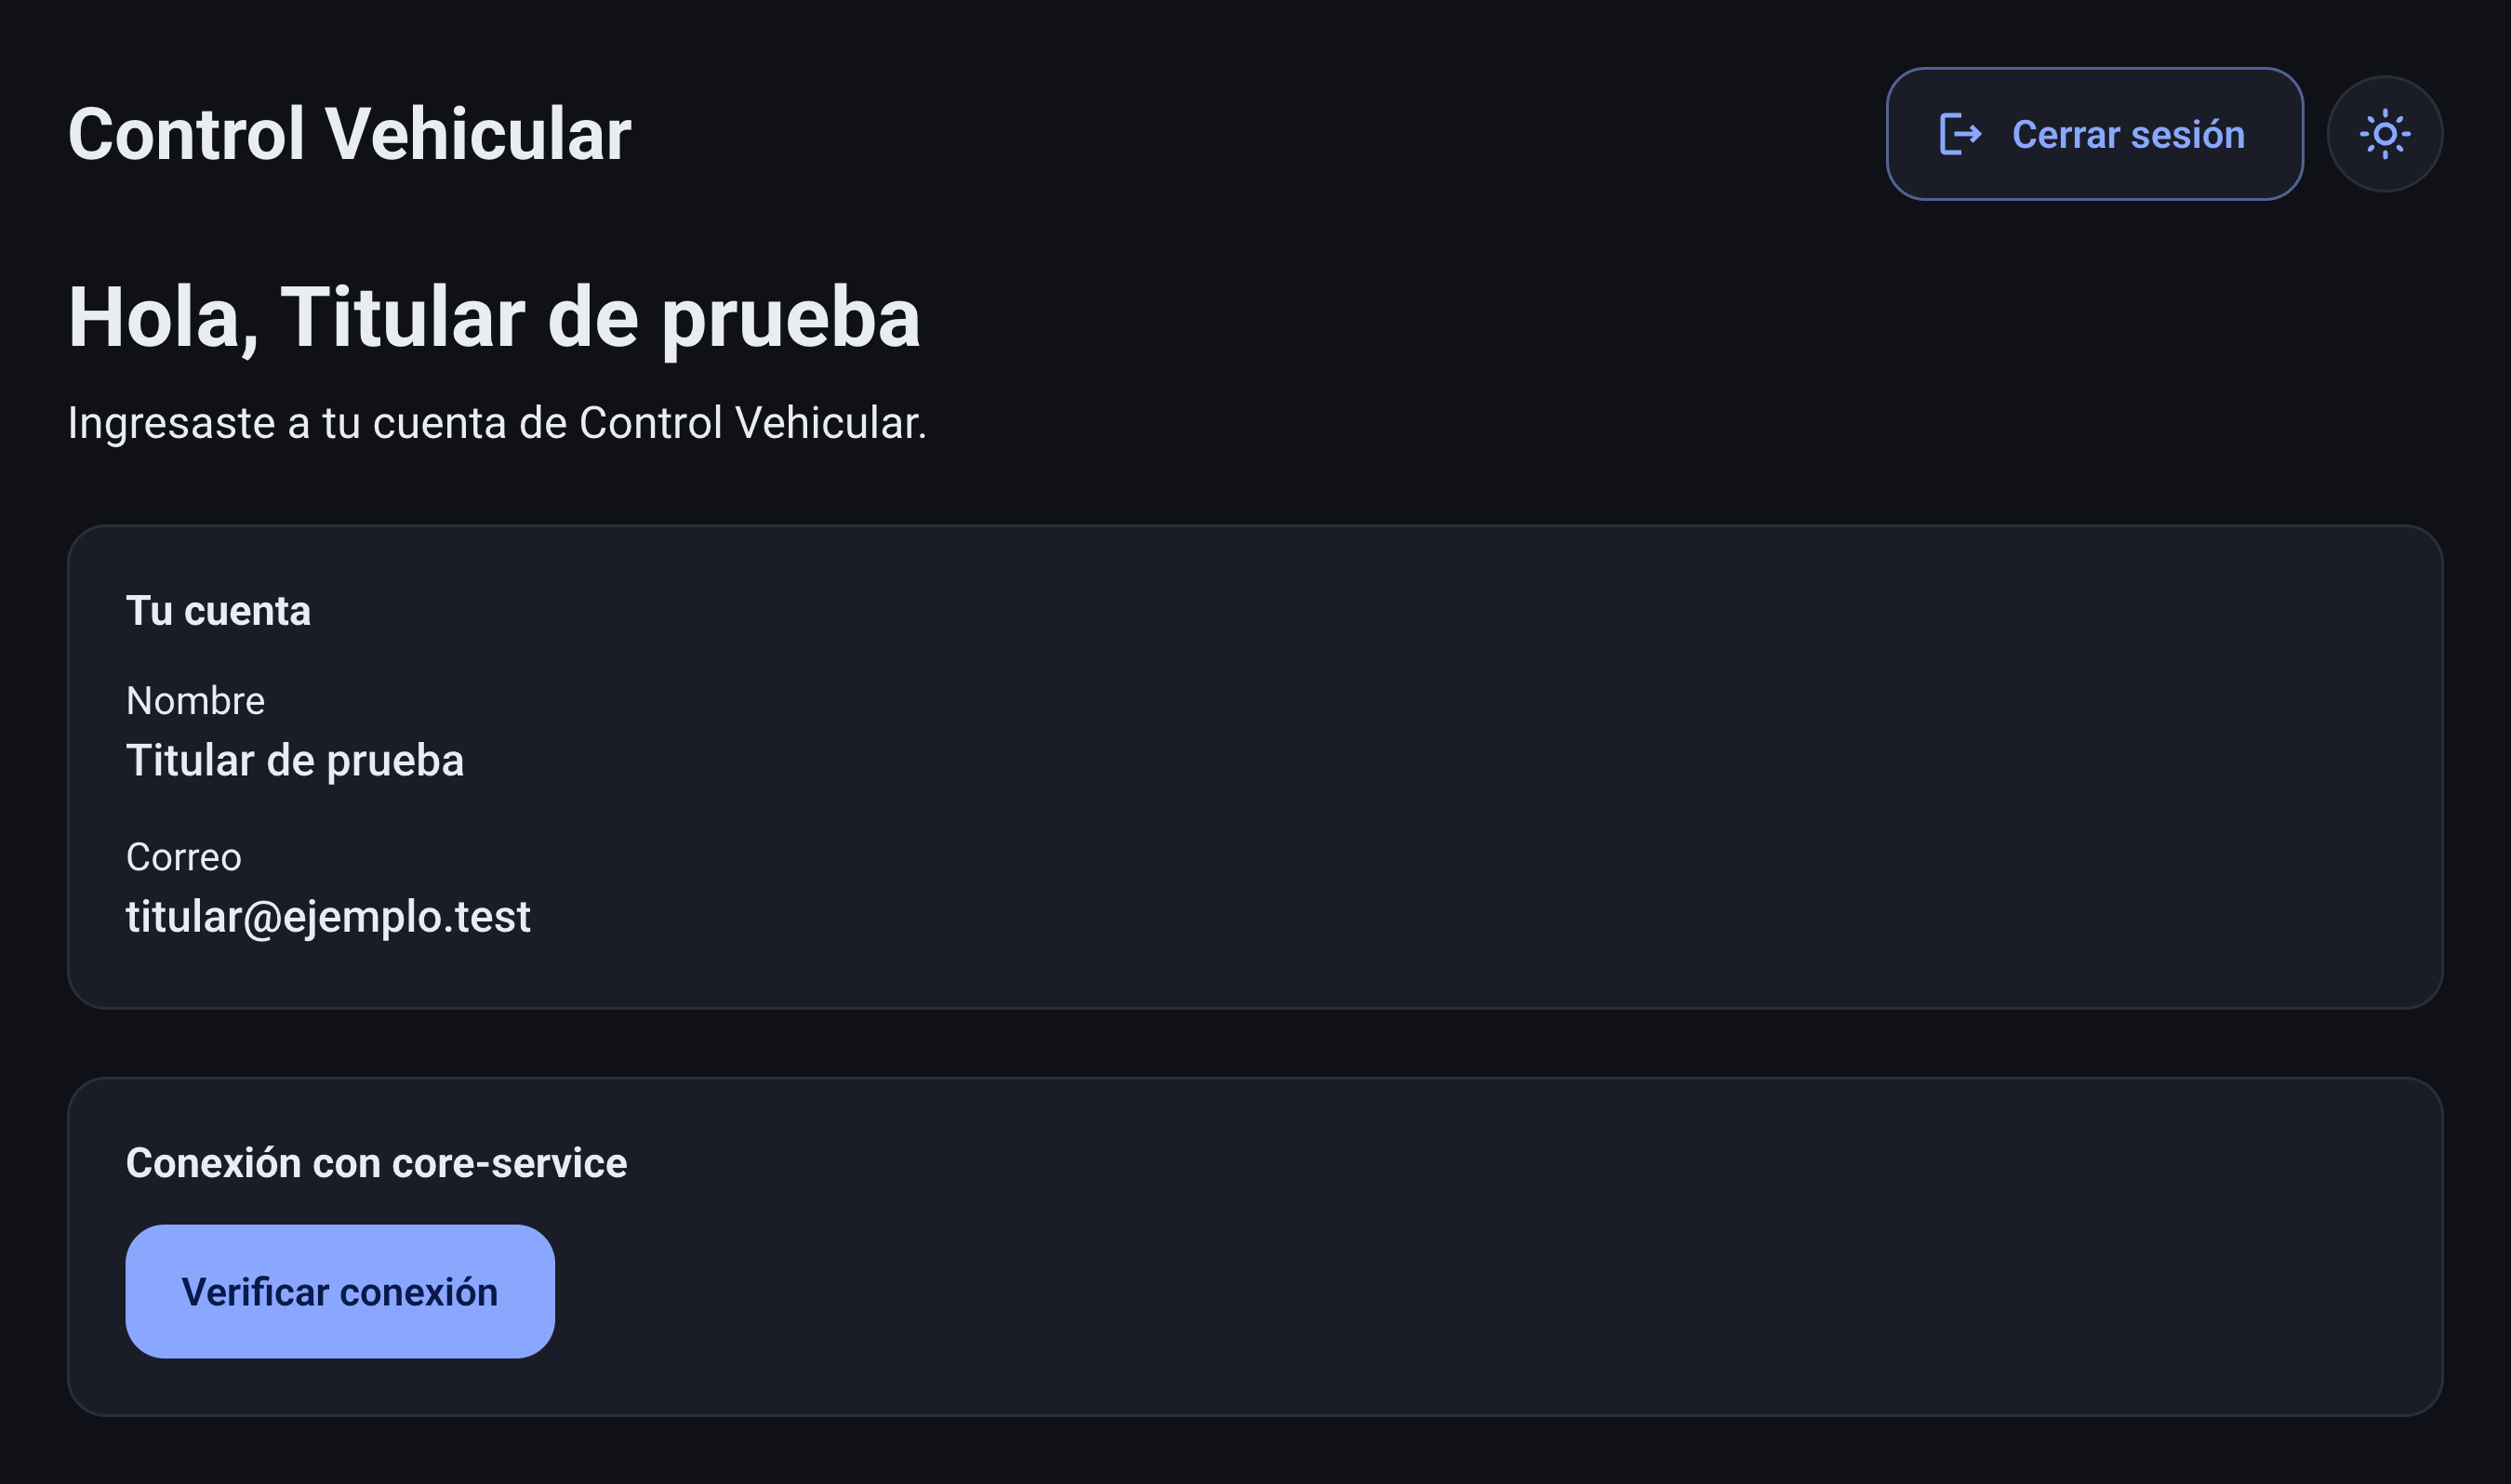 Control Vehicular
Cerrar sesión
Hola, Titular de prueba
Ingresaste a tu cuenta de Control Vehicular.
Tu cuenta
Nombre
Titular de prueba
Correo
titular@ejemplo.test
Conexión con core-service
Verificar conexión